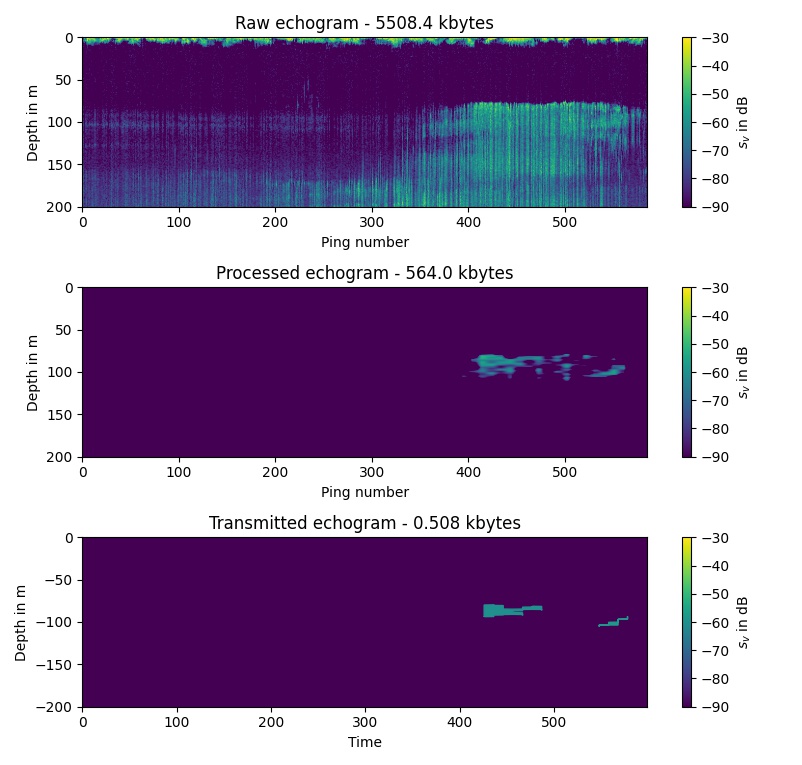 Raw echogram - 5508.4 kbytes
0
50
100
150
200
Depth in m
0 100 200 300 400 500
Ping number
−30
−40
−50
−60
−70
−80
−90
sv in dB
Processed echogram - 564.0 kbytes
0
50
100
150
200
Depth in m
0 100 200 300 400 500
Ping number
−30
−40
−50
−60
−70
−80
−90
sv in dB
Transmitted echogram - 0.508 kbytes
0
−50
−100
−150
−200
Depth in m
0 100 200 300 400 500
Time
−30
−40
−50
−60
−70
−80
−90
sv in dB